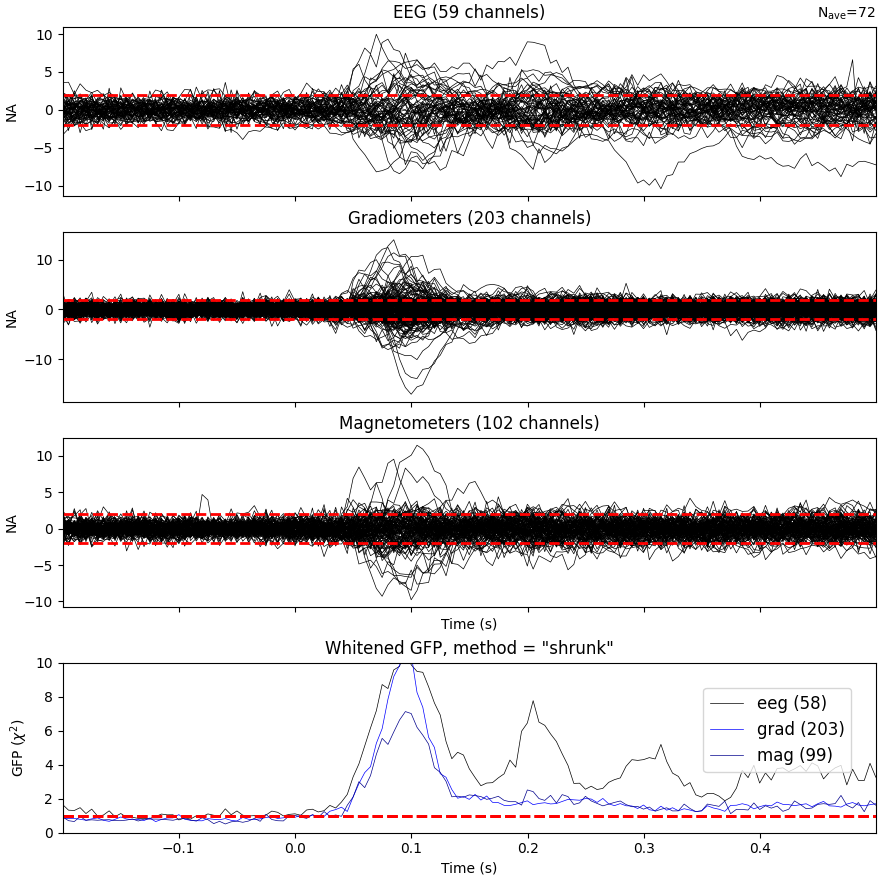 EEG (59 channels)
N_ave=72
10
5
0
−5
−10
NA
Gradiometers (203 channels)
10
0
−10
NA
Magnetometers (102 channels)
10
5
0
−5
−10
NA
Time (s)
Whitened GFP, method = "shrunk"
10
8
6
4
2
0
GFP (χ²)
eeg (58)
grad (203)
mag (99)
−0.1 0.0 0.1 0.2 0.3 0.4
Time (s)